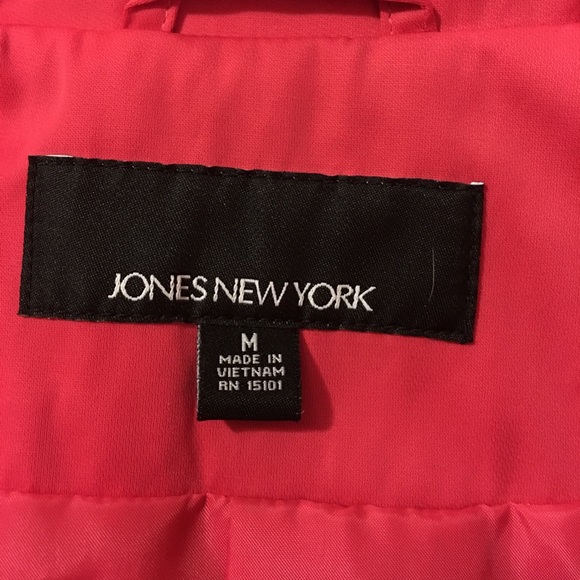 JONES NEW YORK
M
MADE IN
VIETNAM
RN 15101